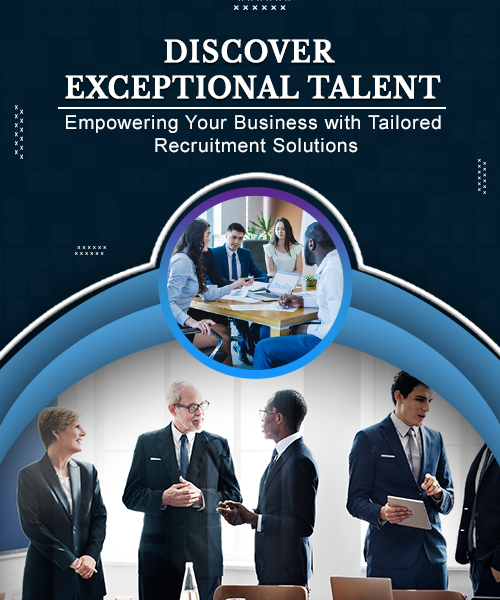 DISCOVER
EXCEPTIONAL TALENT
Empowering Your Business with Tailored
Recruitment Solutions